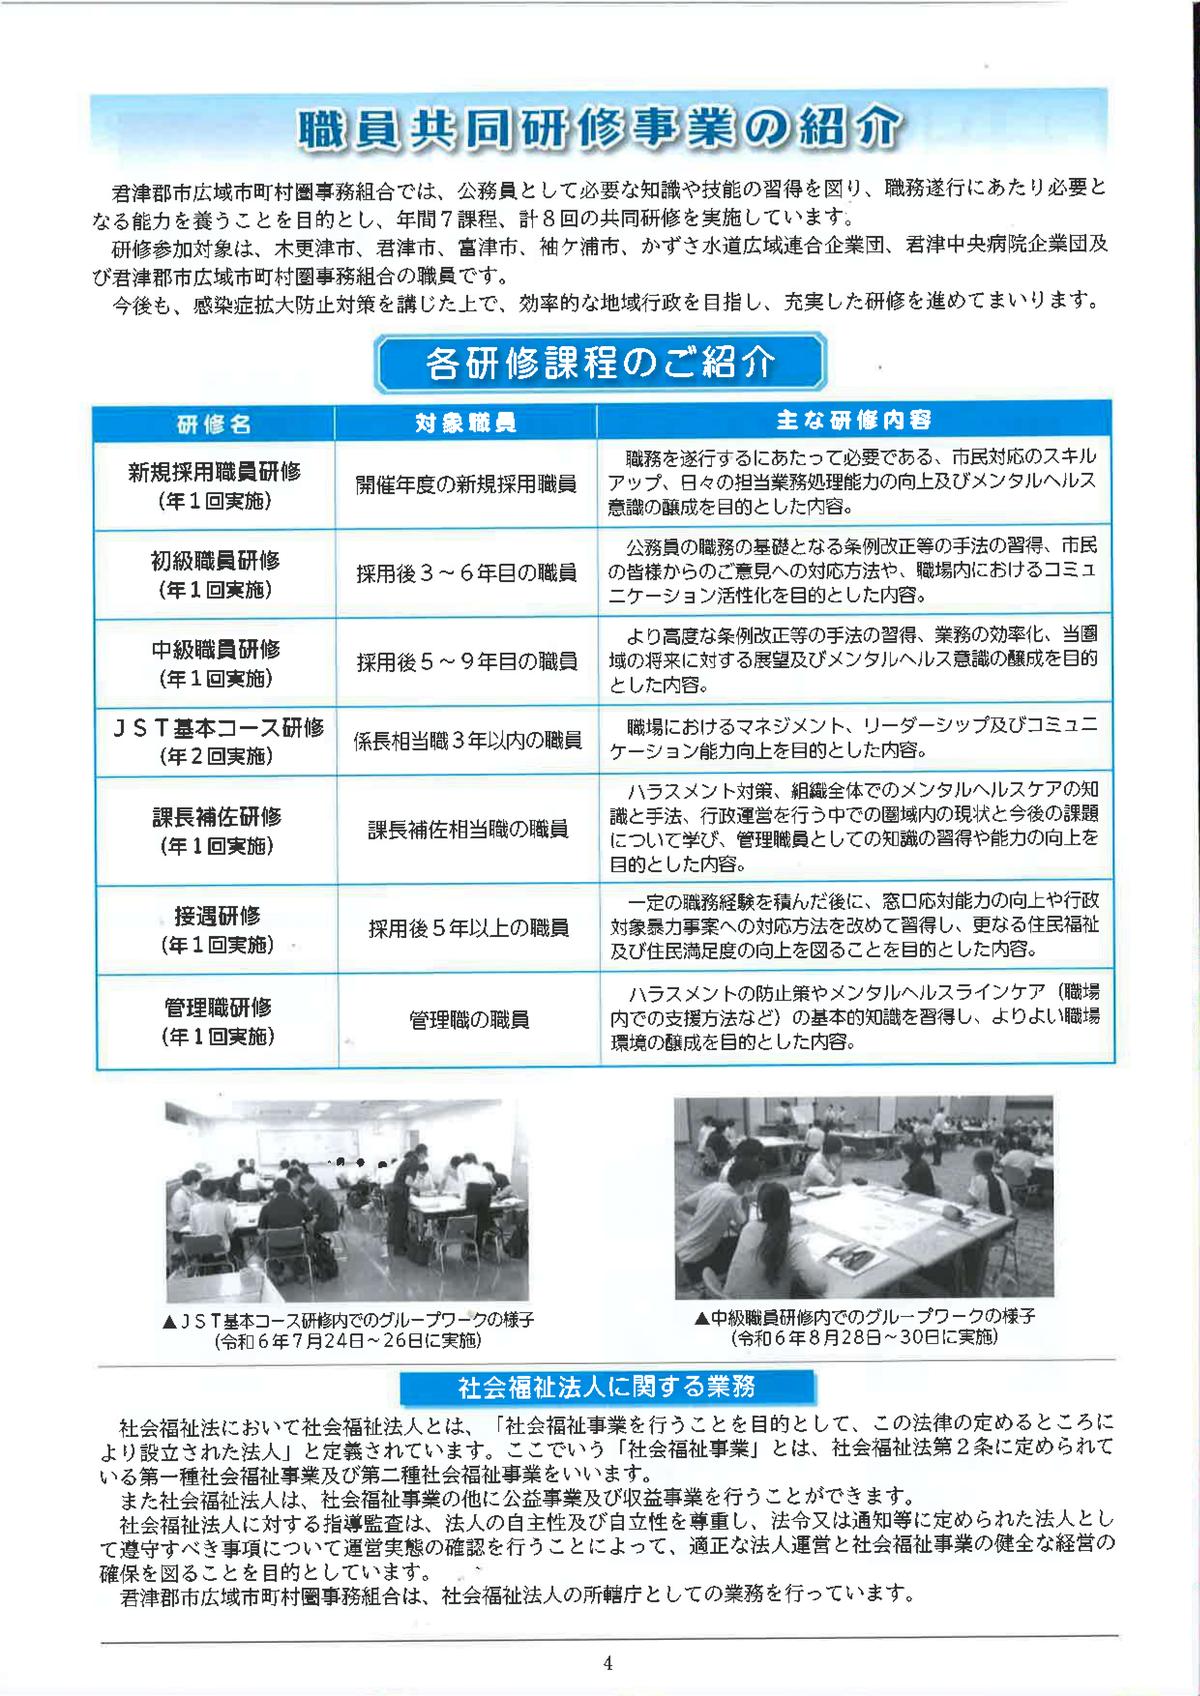 職員共同研修事業の紹介
君津郡市広域市町村圏事務組合では、公務員として必要な知識や技能の習得を図り、職務遂行にあたり必要と
なる能力を養うことを目的とし、年間７課程、計８回の共同研修を実施しています。
研修参加対象は、木更津市、君津市、富津市、袖ケ浦市、かずさ水道広域連合企業団、君津中央病院企業団及
び君津郡市広域市町村圏事務組合の職員です。
今後も、感染症拡大防止対策を講じた上で、効率的な地域行政を目指し、充実した研修を進めてまいります。
各研修課程のご紹介
研修名 対象職員 主な研修内容
新規採用職員研修
（年１回実施）
開催年度の新規採用職員
職務を遂行するにあたって必要である、市民対応のスキル
アップ、日々の担当業務処理能力の向上及びメンタルヘルス
意識の醸成を目的とした内容。
初級職員研修
（年１回実施）
採用後３～６年目の職員
公務員の職務の基礎となる条例改正等の手法の習得、市民
の皆様からのご意見への対応方法や、職場内におけるコミュ
ニケーション活性化を目的とした内容。
中級職員研修
（年１回実施）
採用後５～９年目の職員
より高度な条例改正等の手法の習得、業務の効率化、当圏
域の将来に対する展望及びメンタルヘルス意識の醸成を目的
とした内容。
ＪＳＴ基本コース研修
（年２回実施）
係長相当職３年以内の職員
職場におけるマネジメント、リーダーシップ及びコミュニ
ケーション能力向上を目的とした内容。
課長補佐研修
（年１回実施）
課長補佐相当職の職員
ハラスメント対策、組織全体でのメンタルヘルスケアの知
識と手法、行政運営を行う中での圏域内の現状と今後の課題
について学び、管理職員としての知識の習得や能力の向上を
目的とした内容。
接遇研修
（年１回実施）
採用後５年以上の職員
一定の職務経験を積んだ後に、窓口応対能力の向上や行政
対象暴力事案への対応方法を改めて習得し、更なる住民福祉
及び住民満足度の向上を図ることを目的とした内容。
管理職研修
（年１回実施）
管理職の職員
ハラスメントの防止策やメンタルヘルスラインケア（職場
内での支援方法など）の基本的知識を習得し、よりよい職場
環境の醸成を目的とした内容。
▲ＪＳＴ基本コース研修内でのグループワークの様子
（令和６年７月24日～26日に実施）
▲中級職員研修内でのグループワークの様子
（令和６年８月28日～30日に実施）
社会福祉法人に関する業務
社会福祉法において社会福祉法人とは、「社会福祉事業を行うことを目的として、この法律の定めるところに
より設立された法人」と定義されています。ここでいう「社会福祉事業」とは、社会福祉法第２条に定められて
いる第一種社会福祉事業及び第二種社会福祉事業をいいます。
また社会福祉法人は、社会福祉事業の他に公益事業及び収益事業を行うことができます。
社会福祉法人に対する指導監査は、法人の自主性及び自立性を尊重し、法令又は通知等に定められた法人とし
て遵守すべき事項について運営実態の確認を行うことによって、適正な法人運営と社会福祉事業の健全な経営の
確保を図ることを目的としています。
君津郡市広域市町村圏事務組合は、社会福祉法人の所轄庁としての業務を行っています。
4